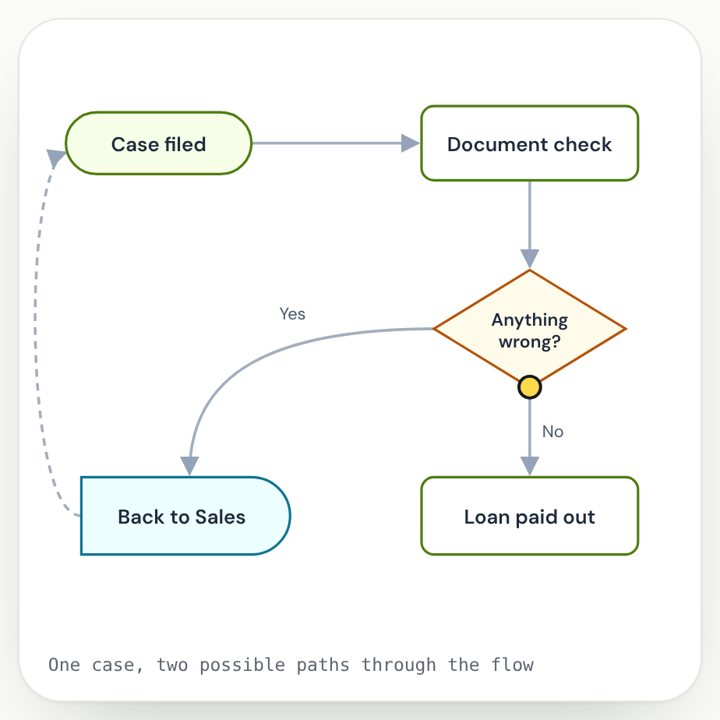 Case filed
Document check
Anything
wrong?
Yes
No
Back to Sales
Loan paid out
One case, two possible paths through the flow